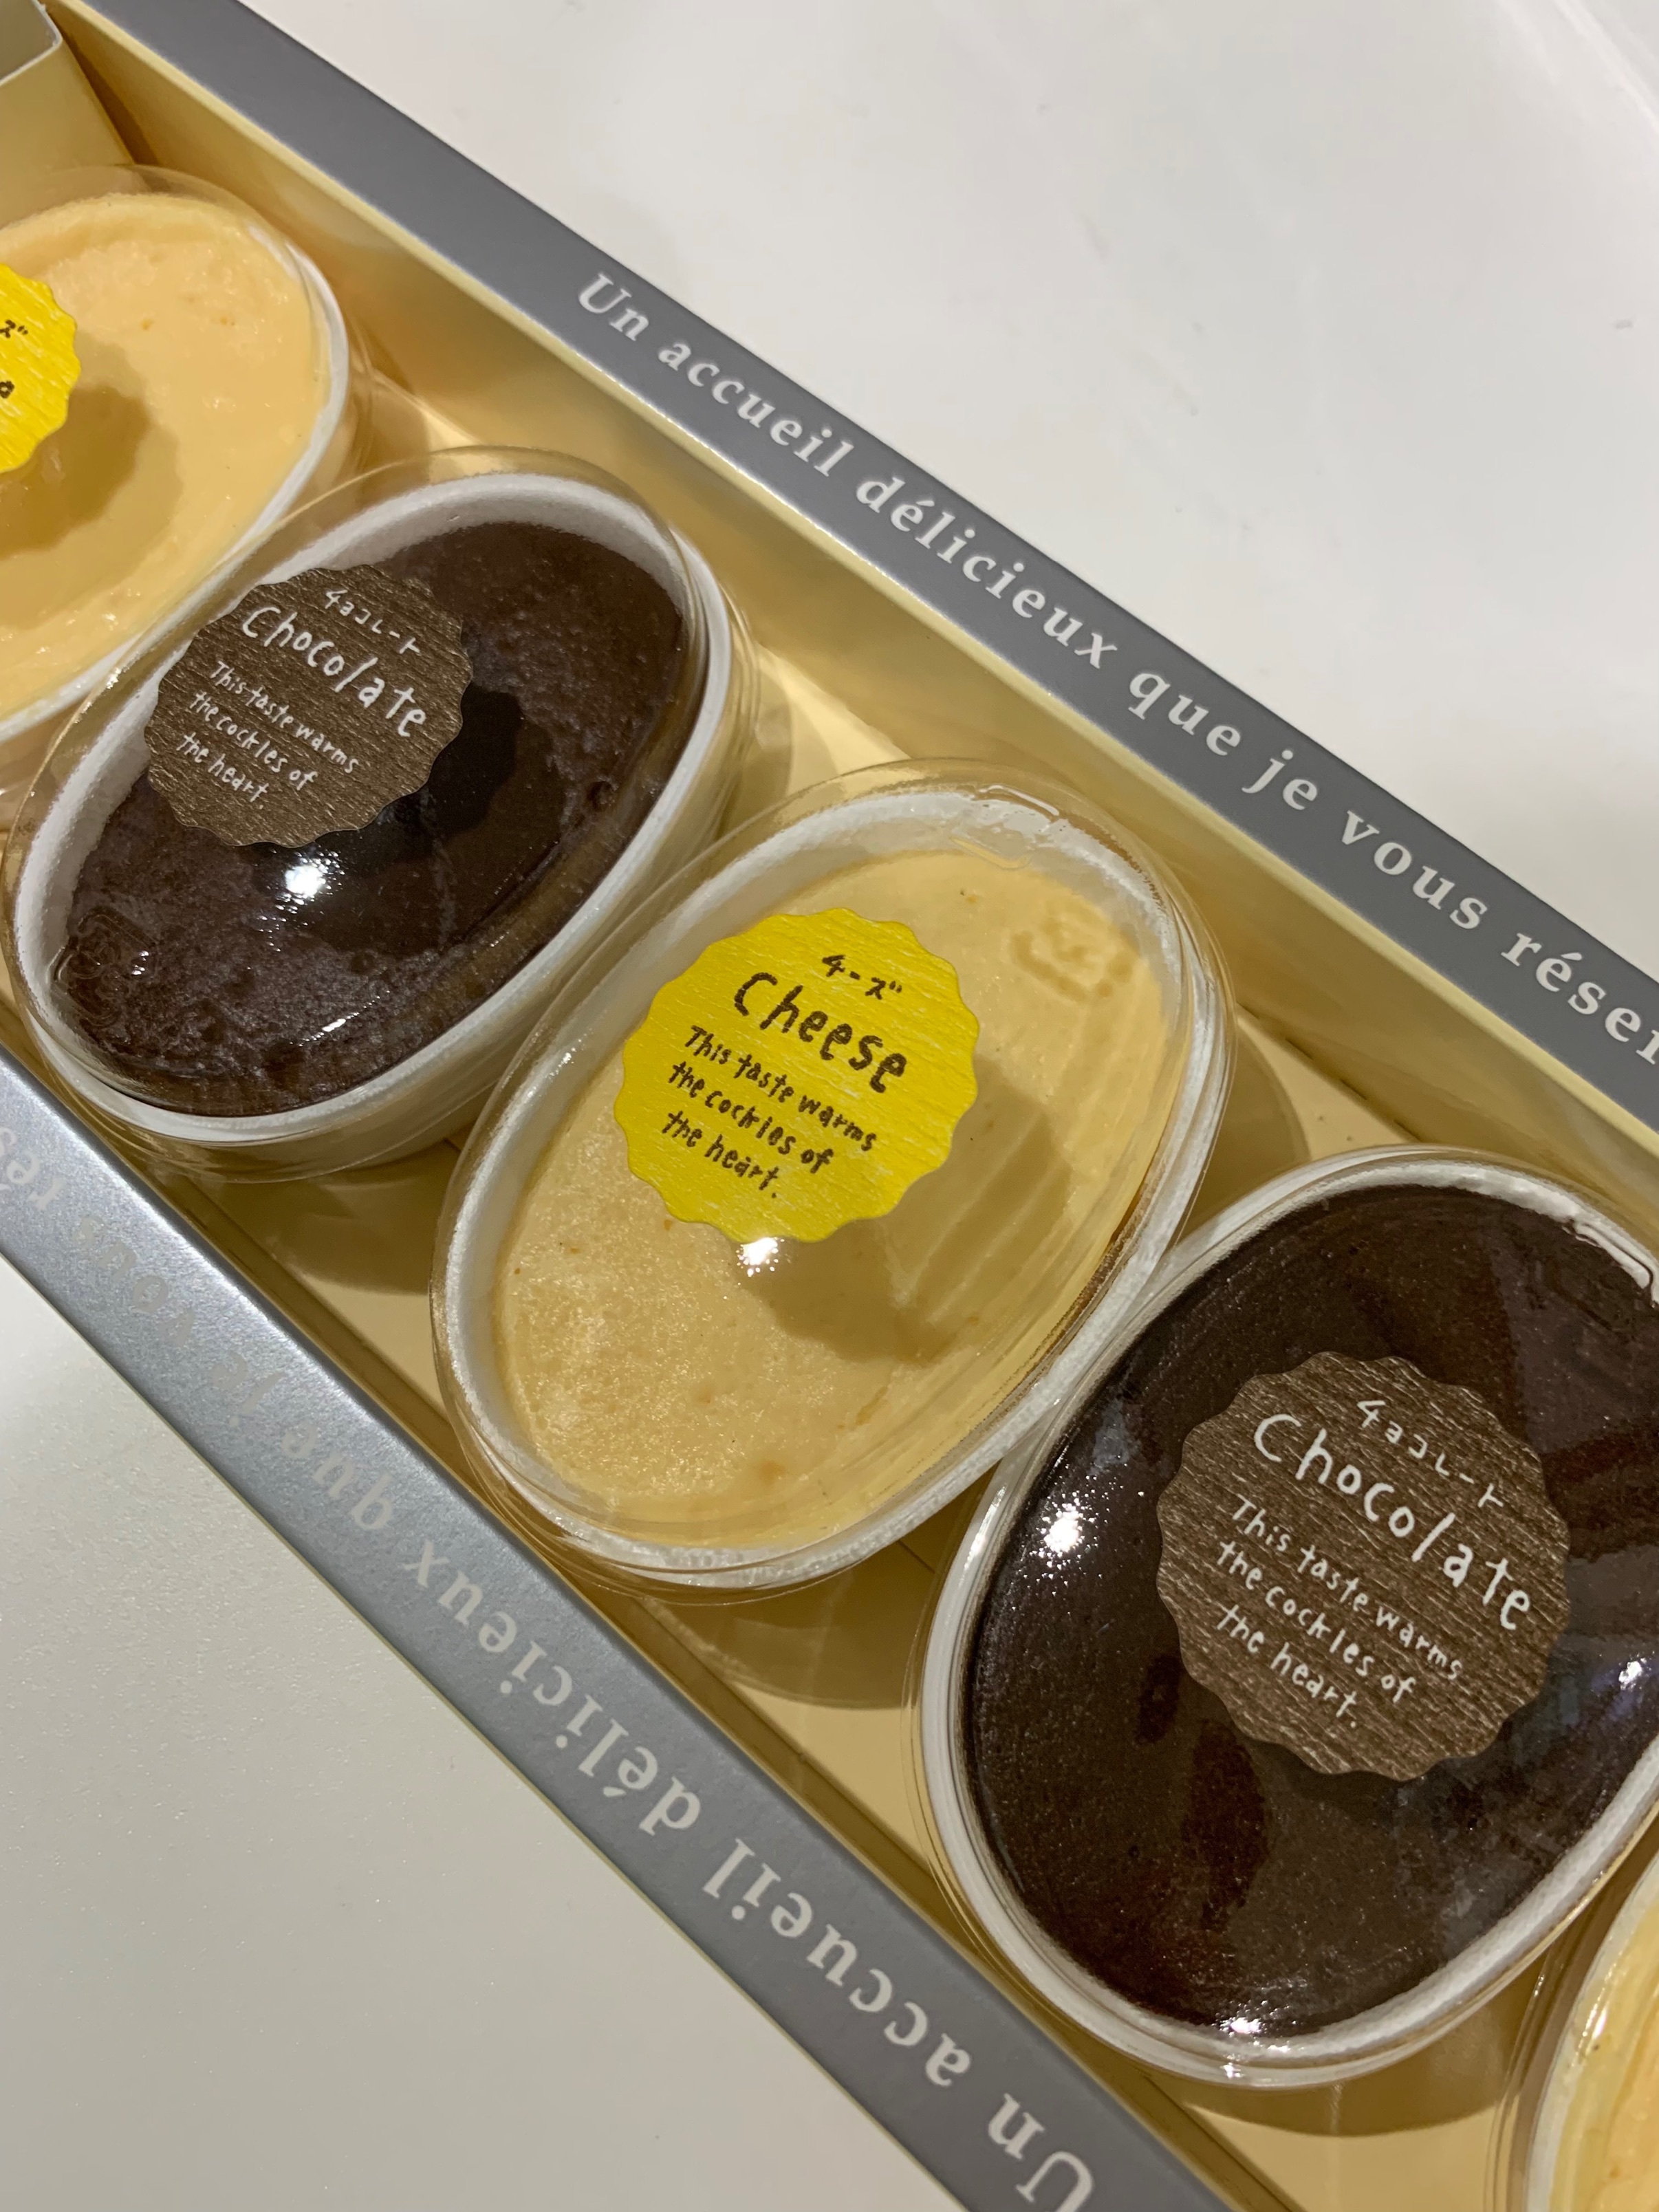 Un accueil délicieux que je vous réser
ズ
チョコレート
Chocolate
This taste warms
the cockles of
the heart.
チーズ
Cheese
This taste warms
the cockles of
the heart.
チョコレート
Chocolate
This taste warms
the cockles of
the heart.
Un accueil délicieux que je vous rés